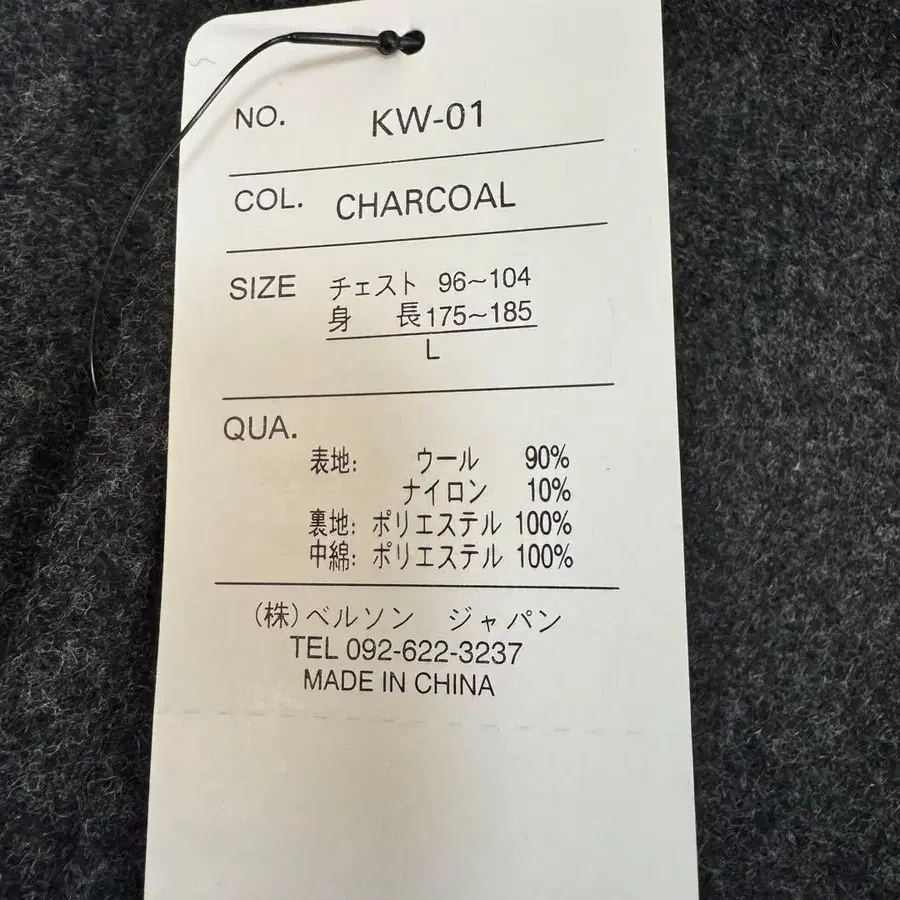 NO. KW-01
COL. CHARCOAL
SIZE チェスト 96~104
身 長 175~185
L
QUA.
表地: ウール 90%
ナイロン 10%
裏地: ポリエステル 100%
中綿: ポリエステル 100%
(株)ベルソン ジャパン
TEL 092-622-3237
MADE IN CHINA